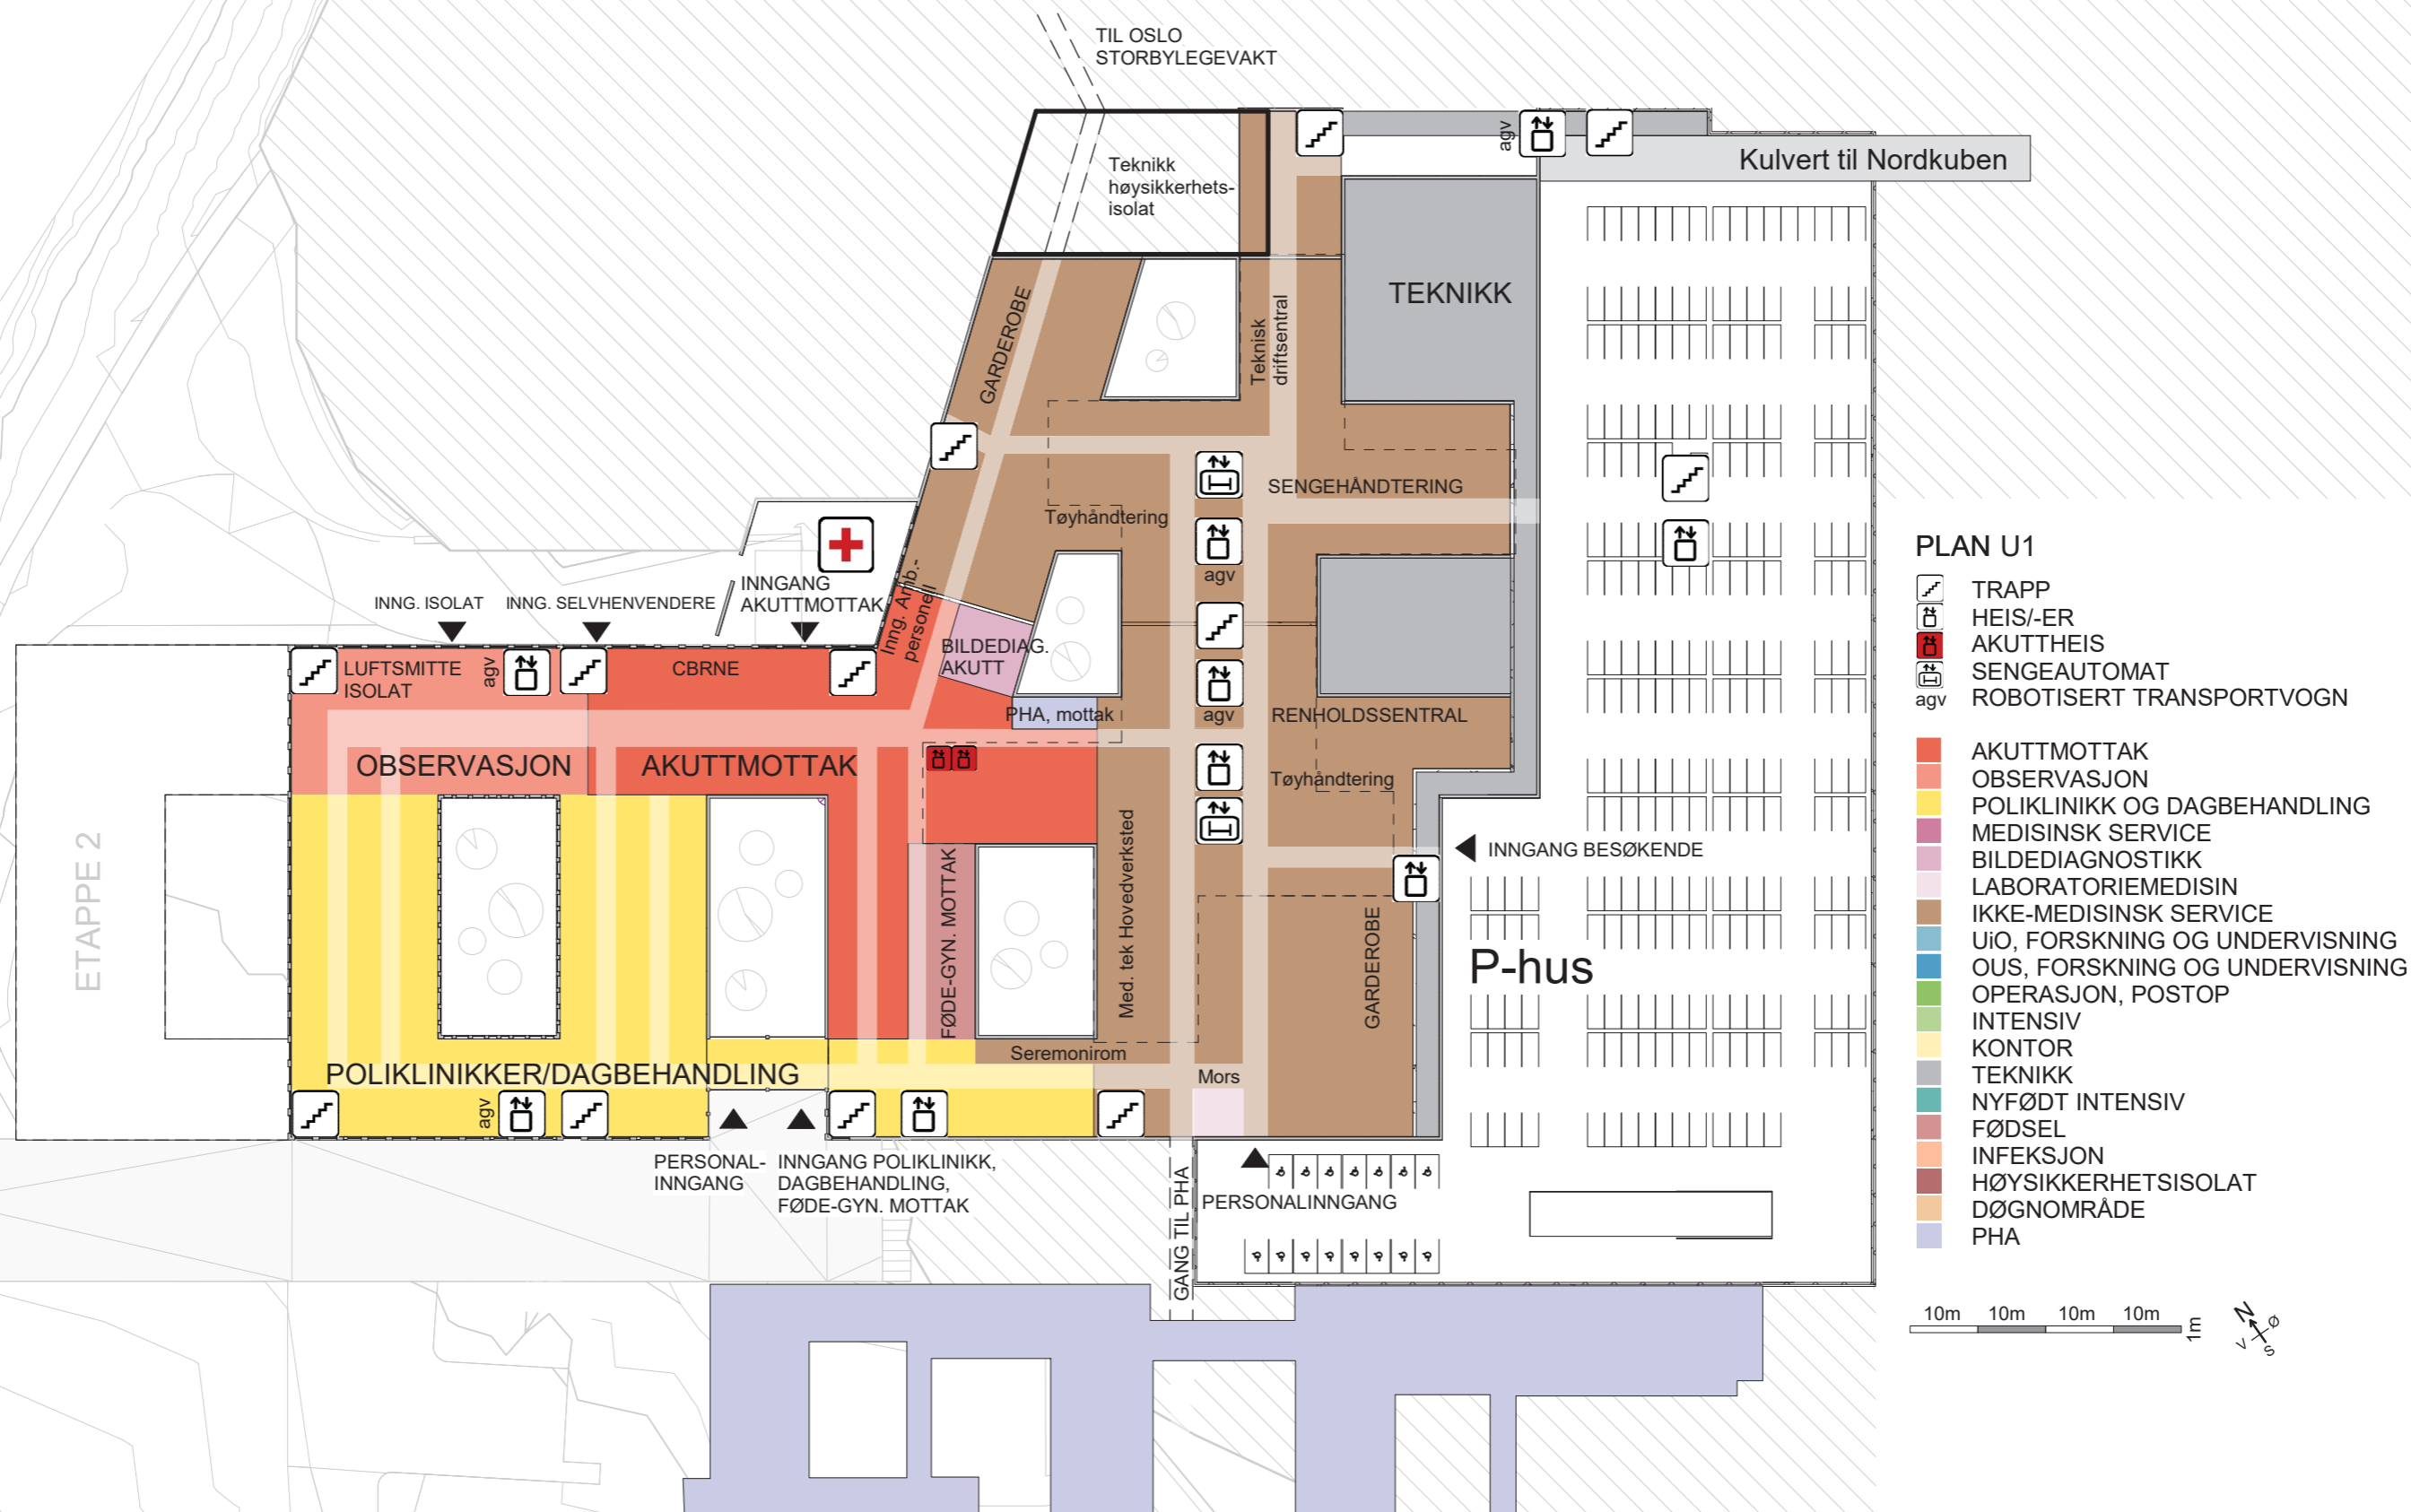 TIL OSLO
STORBYLEGEVAKT
Teknikk
høysikkerhets-
isolat
agv
Kulvert til Nordkuben
GARDEROBE
Teknisk
driftsentral
TEKNIKK
SENGEHÅNDTERING
Tøyhåndtering
agv
INNGANG
AKUTTMOTTAK
INNG. ISOLAT
INNG. SELVHENVENDERE
Inng. Amb.-
personell
BILDEDIAG.
AKUTT
LUFTSMITTE
ISOLAT
agv
CBRNE
PHA, mottak
agv
RENHOLDSSENTRAL
OBSERVASJON
AKUTTMOTTAK
Tøyhåndtering
ETAPPE 2
FØDE-GYN. MOTTAK
Med. tek Hovedverksted
INNGANG BESØKENDE
GARDEROBE
P-hus
Seremonirom
POLIKLINIKKER/DAGBEHANDLING
Mors
agv
PERSONAL-
INNGANG
INNGANG POLIKLINIKK,
DAGBEHANDLING,
FØDE-GYN. MOTTAK
GANG TIL PHA
PERSONALINNGANG
PLAN U1
TRAPP
HEIS/-ER
AKUTTHEIS
SENGEAUTOMAT
agv ROBOTISERT TRANSPORTVOGN
AKUTTMOTTAK
OBSERVASJON
POLIKLINIKK OG DAGBEHANDLING
MEDISINSK SERVICE
BILDEDIAGNOSTIKK
LABORATORIEMEDISIN
IKKE-MEDISINSK SERVICE
UiO, FORSKNING OG UNDERVISNING
OUS, FORSKNING OG UNDERVISNING
OPERASJON, POSTOP
INTENSIV
KONTOR
TEKNIKK
NYFØDT INTENSIV
FØDSEL
INFEKSJON
HØYSIKKERHETSISOLAT
DØGNOMRÅDE
PHA
10m 10m 10m 10m
1m
N
Ø
V
S